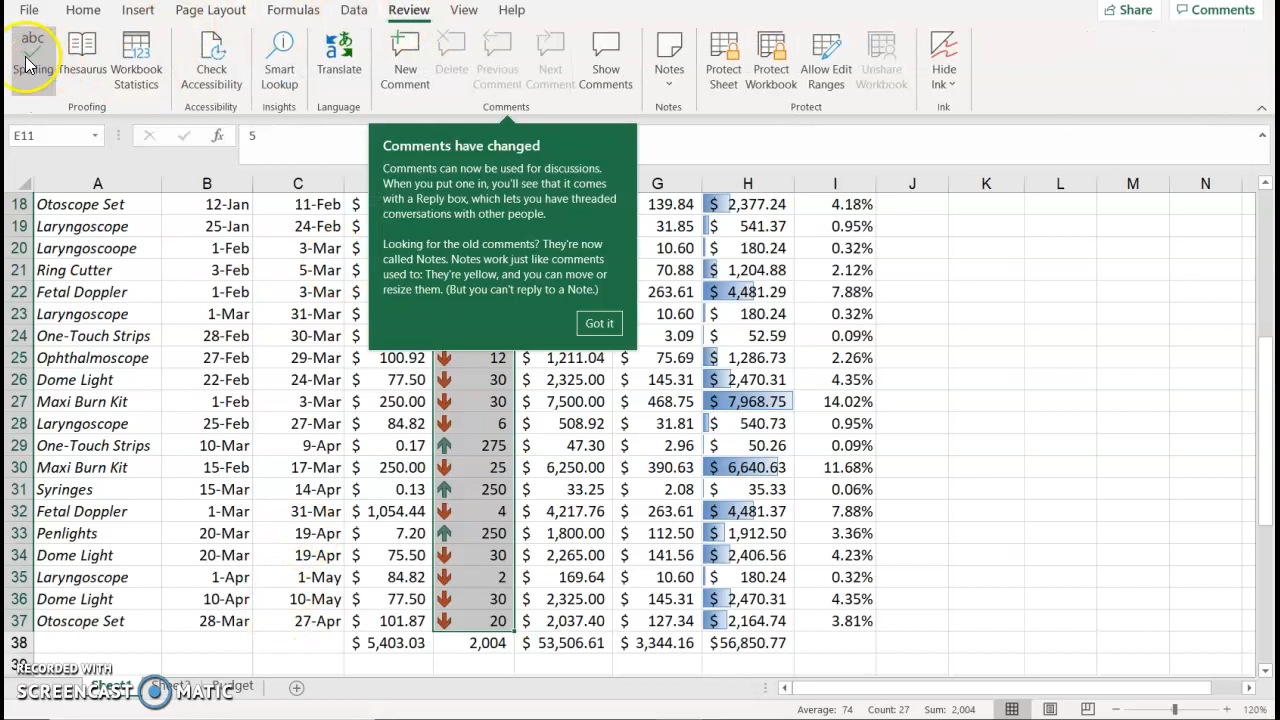 File Home Insert Page Layout Formulas Data Review View Help Share Comments
abc
Spelling Thesaurus Workbook Statistics Check Accessibility Smart Lookup Translate New Comment Delete Previous Comment Next Comment Show Comments Notes Protect Sheet Protect Workbook Allow Edit Ranges Unshare Workbook Hide Ink
Proofing Accessibility Insights Language Comments Notes Protect Ink
E11 fx 5
Comments have changed
Comments can now be used for discussions.
When you put one in, you'll see that it comes
with a Reply box, which lets you have threaded
conversations with other people.
Looking for the old comments? They're now
called Notes. Notes work just like comments
used to: They're yellow, and you can move or
resize them. (But you can't reply to a Note.)
Got it
A B C G H I J K L M N
18 Otoscope Set 12-Jan 11-Feb $ 139.84 $ 2,377.24 4.18%
19 Laryngoscope 25-Jan 24-Feb $ 31.85 $ 541.37 0.95%
20 Laryngoscoope 1-Feb 3-Mar $ 10.60 $ 180.24 0.32%
21 Ring Cutter 3-Feb 5-Mar $ 70.88 $ 1,204.88 2.12%
22 Fetal Doppler 1-Feb 3-Mar $ 263.61 $ 4,481.29 7.88%
23 Laryngoscope 1-Mar 31-Mar $ 10.60 $ 180.24 0.32%
24 One-Touch Strips 28-Feb 30-Mar $ 3.09 $ 52.59 0.09%
25 Ophthalmoscope 27-Feb 29-Mar $ 100.92 12 $ 1,211.04 $ 75.69 $ 1,286.73 2.26%
26 Dome Light 22-Feb 24-Mar $ 77.50 30 $ 2,325.00 $ 145.31 $ 2,470.31 4.35%
27 Maxi Burn Kit 1-Feb 3-Mar $ 250.00 30 $ 7,500.00 $ 468.75 $ 7,968.75 14.02%
28 Laryngoscope 25-Feb 27-Mar $ 84.82 6 $ 508.92 $ 31.81 $ 540.73 0.95%
29 One-Touch Strips 10-Mar 9-Apr $ 0.17 275 $ 47.30 $ 2.96 $ 50.26 0.09%
30 Maxi Burn Kit 15-Feb 17-Mar $ 250.00 25 $ 6,250.00 $ 390.63 $ 6,640.63 11.68%
31 Syringes 15-Mar 14-Apr $ 0.13 250 $ 33.25 $ 2.08 $ 35.33 0.06%
32 Fetal Doppler 1-Mar 31-Mar $ 1,054.44 4 $ 4,217.76 $ 263.61 $ 4,481.37 7.88%
33 Penlights 20-Mar 19-Apr $ 7.20 250 $ 1,800.00 $ 112.50 $ 1,912.50 3.36%
34 Dome Light 20-Mar 19-Apr $ 75.50 30 $ 2,265.00 $ 141.56 $ 2,406.56 4.23%
35 Laryngoscope 1-Apr 1-May $ 84.82 2 $ 169.64 $ 10.60 $ 180.24 0.32%
36 Dome Light 10-Apr 10-May $ 77.50 30 $ 2,325.00 $ 145.31 $ 2,470.31 4.35%
37 Otoscope Set 28-Mar 27-Apr $ 101.87 20 $ 2,037.40 $ 127.34 $ 2,164.74 3.81%
38 $ 5,403.03 2,004 $ 53,506.61 $ 3,344.16 $56,850.77
39
RECORDED WITH
SCREENCAST MATIC
Sheet1 Sheet2 Budget
Average: 74 Count: 27 Sum: 2,004 120%